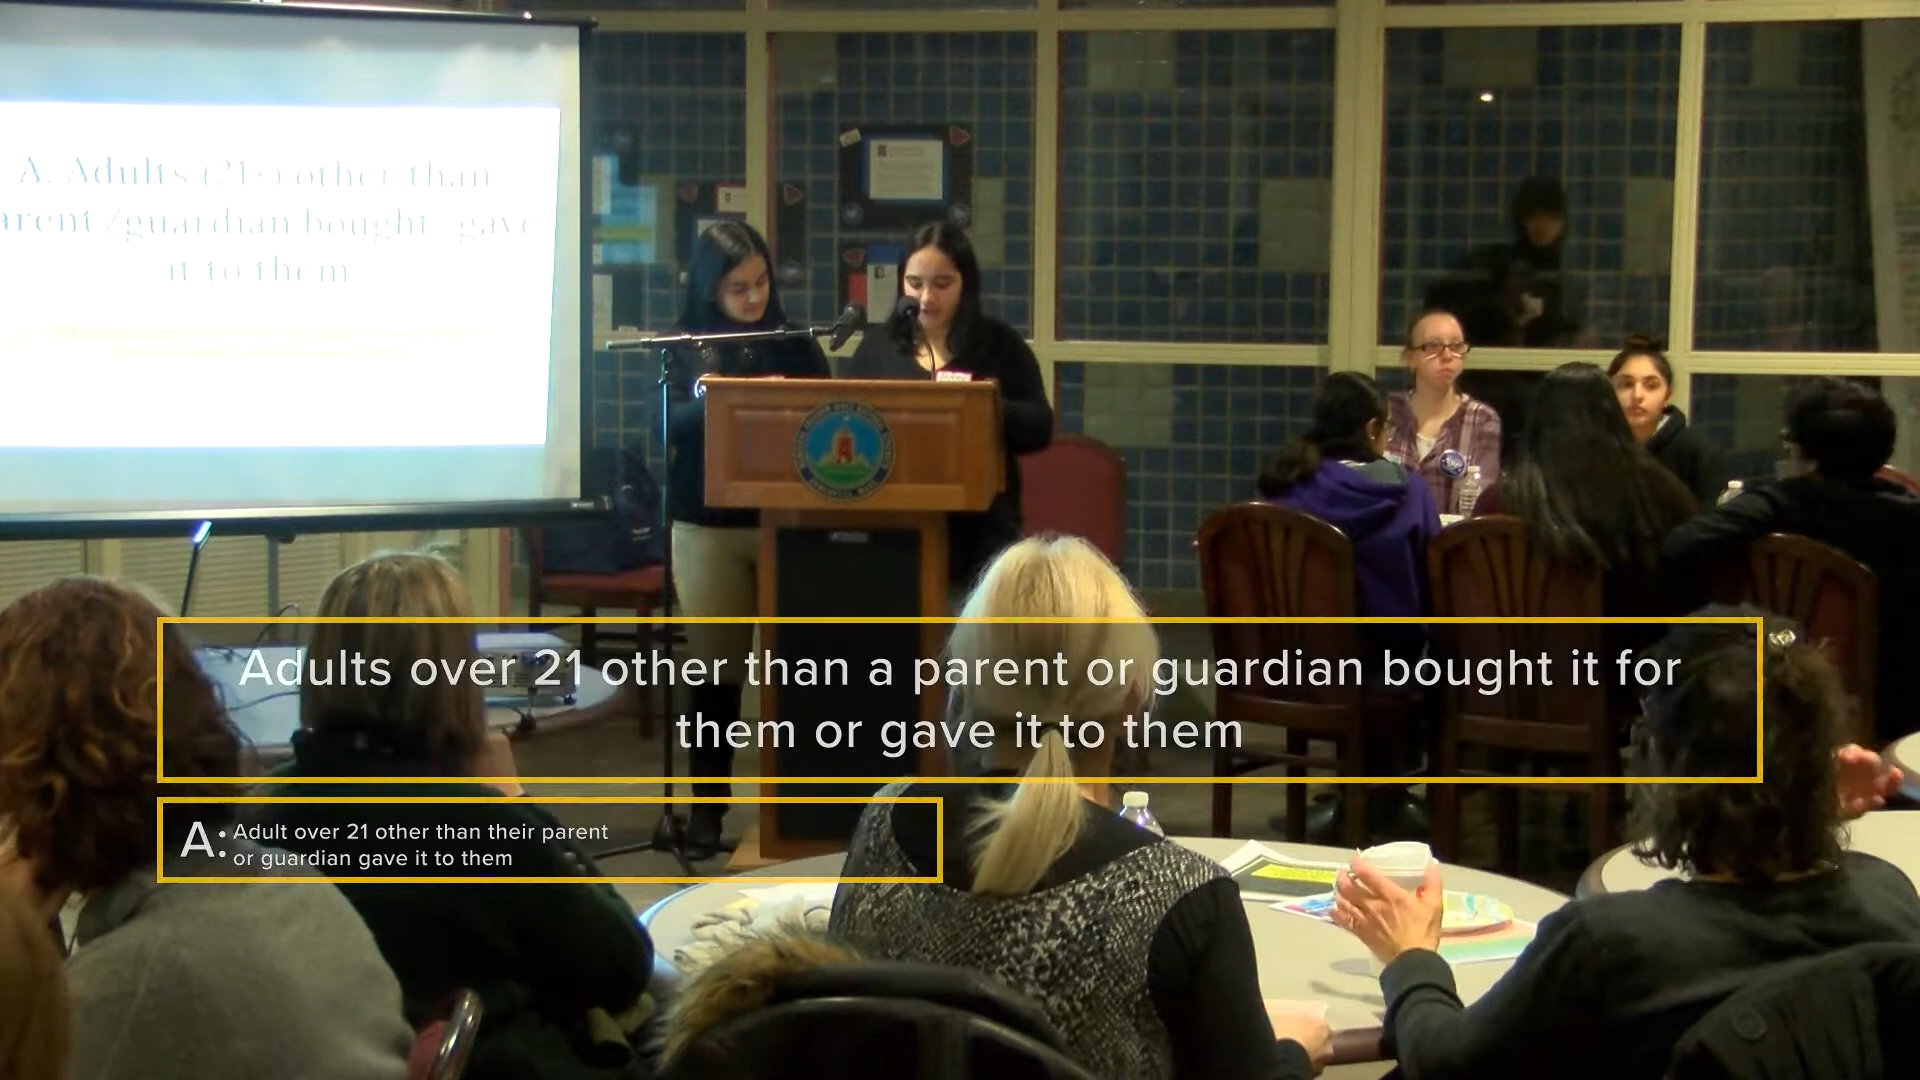 A. Adults (21+) other than
arent/guardian bought/gave
it to them
Adults over 21 other than a parent or guardian bought it for
them or gave it to them
A: Adult over 21 other than their parent
or guardian gave it to them